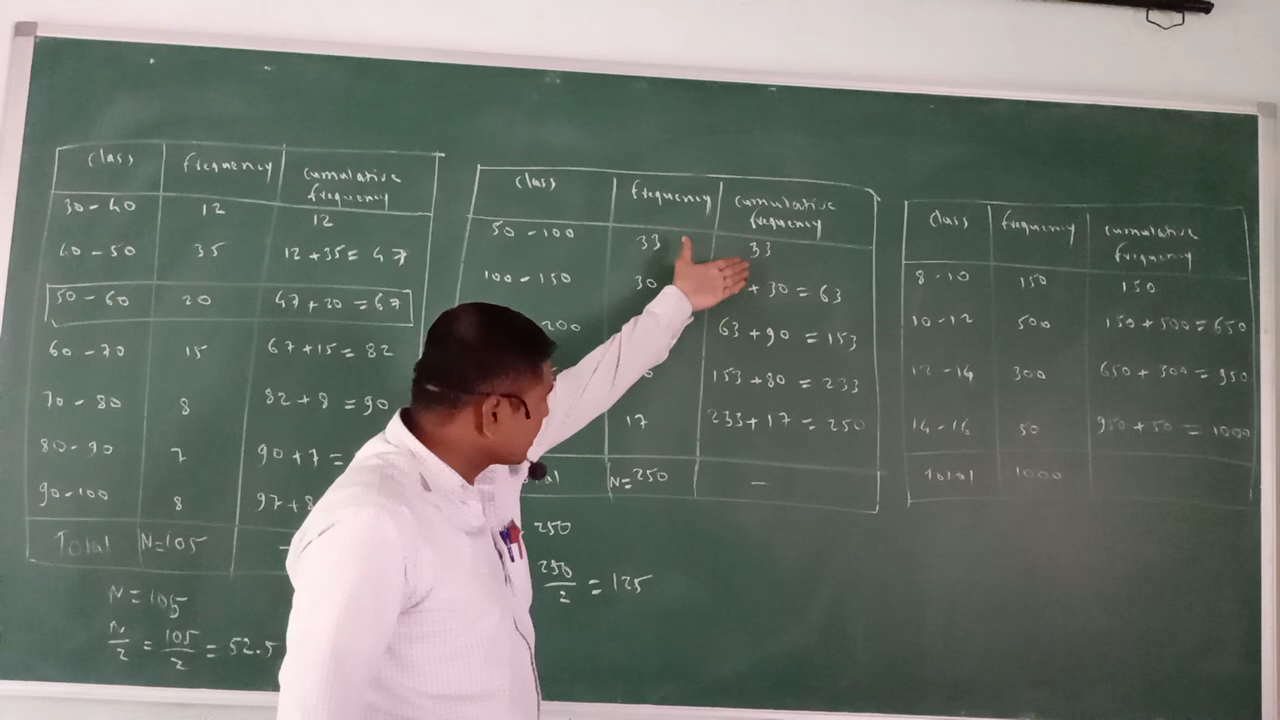 class frequency cumulative frequency
30-40 12 12
40-50 35 12+35=47
50-60 20 47+20=67
60-70 15 67+15=82
70-80 8 82+8=90
80-90 7 90+7=
90-100 8 97+8
Total N=105 -
N=105
N/2=105/2=52.5
class frequency cumulative frequency
50-100 33 33
100-150 30 +30=63
-200 63+90=153
0 153+80=233
17 233+17=250
N=250 -
250
250/2=125
class frequency cumulative frequency
8-10 150 150
10-12 500 150+500=650
12-14 300 650+300=950
14-16 50 950+50=1000
Total 1000